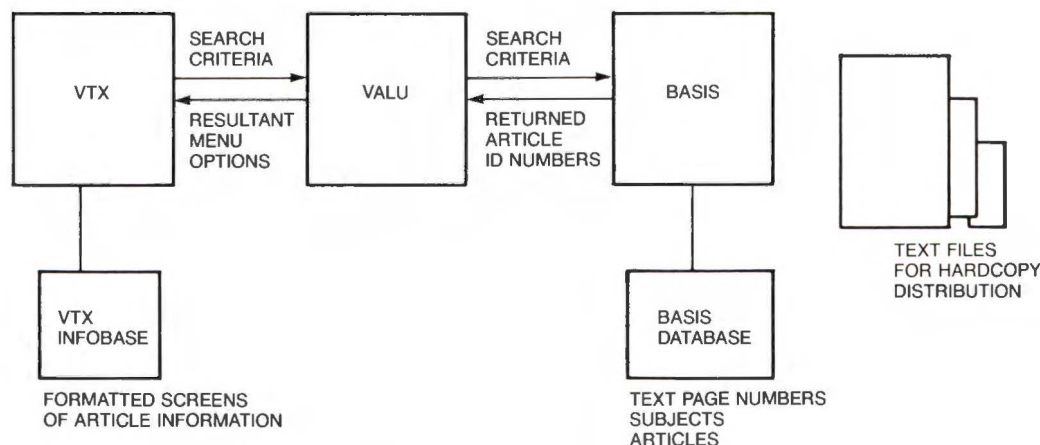 SEARCH
CRITERIA
SEARCH
CRITERIA
VTX
VALU
BASIS
RESULTANT
MENU
OPTIONS
RETURNED
ARTICLE
ID NUMBERS
TEXT FILES
FOR HARDCOPY
DISTRIBUTION
VTX
INFOBASE
BASIS
DATABASE
FORMATTED SCREENS
OF ARTICLE INFORMATION
TEXT PAGE NUMBERS
SUBJECTS
ARTICLES